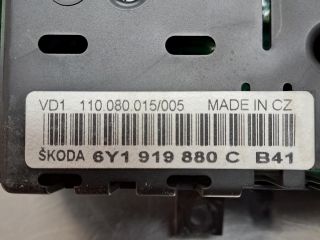 VD1 110.080.015/005 MADE IN CZ
ŠKODA 6Y1 919 880 C B41